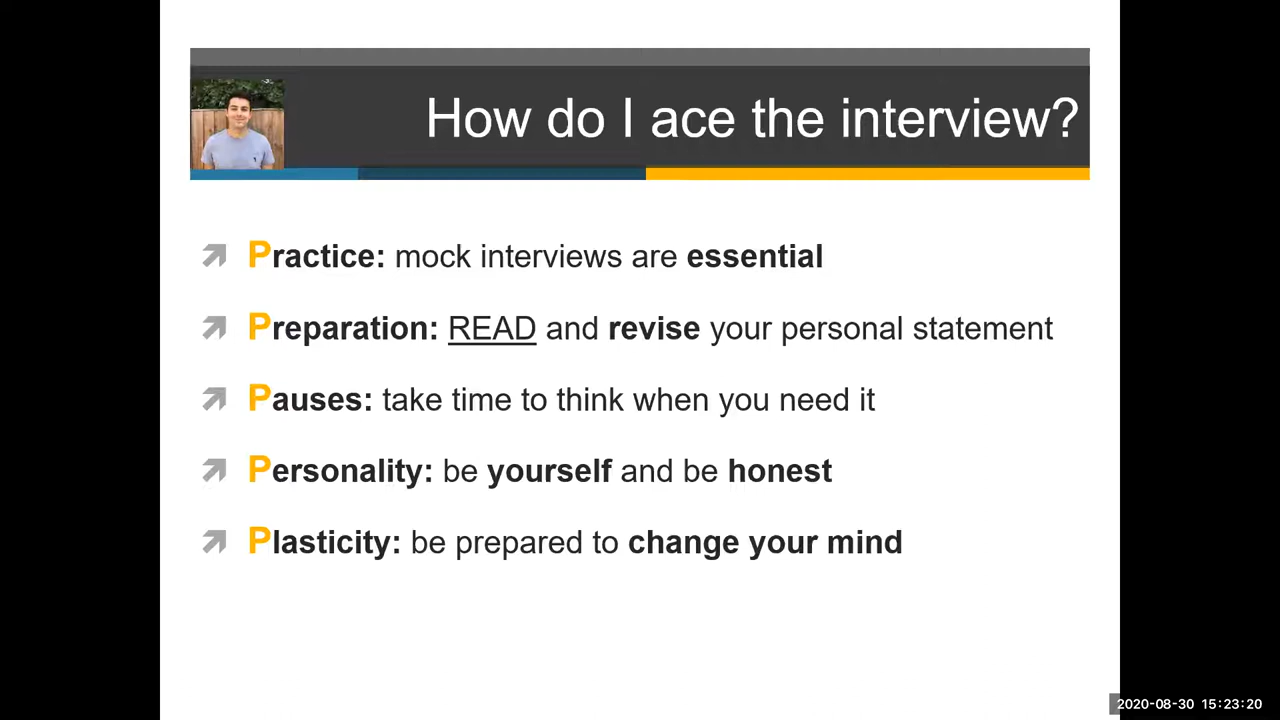 How do I ace the interview?
Practice: mock interviews are essential
Preparation: READ and revise your personal statement
Pauses: take time to think when you need it
Personality: be yourself and be honest
Plasticity: be prepared to change your mind
2020-08-30 15:23:20